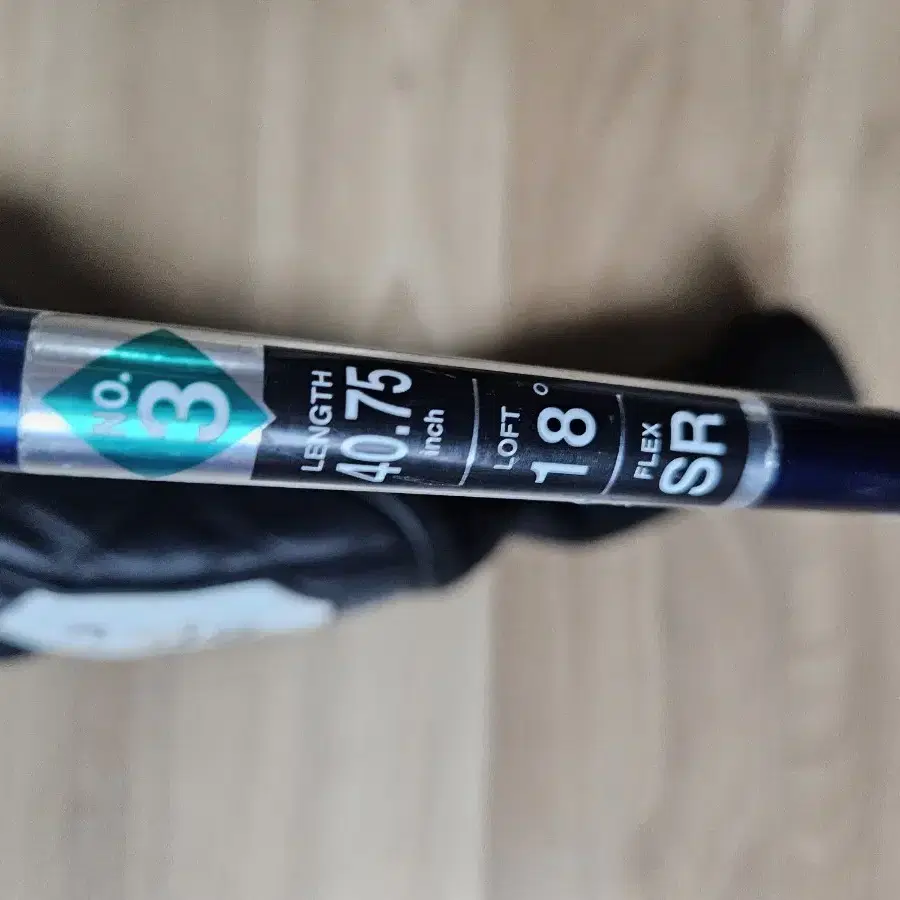 NO.
3
LENGTH
40.75
inch
LOFT
18°
FLEX
SR